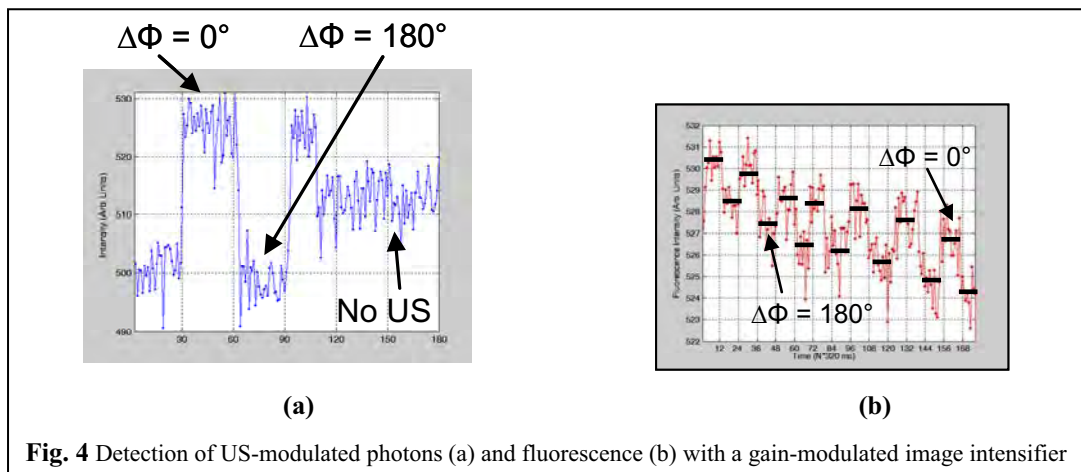 ΔΦ = 0°
ΔΦ = 180°
530
520
510
500
490
Intensity (Arb. Units)
No US
30
60
90
120
150
180
(a)
532
531
530
529
528
527
526
525
524
523
522
Fluorescence Intensity (Arb. Units)
ΔΦ = 0°
ΔΦ = 180°
12 24 36 48 60 72 84 96 108 120 132 144 156 168
Time (N*320 ms)
(b)
Fig. 4 Detection of US-modulated photons (a) and fluorescence (b) with a gain-modulated image intensifier